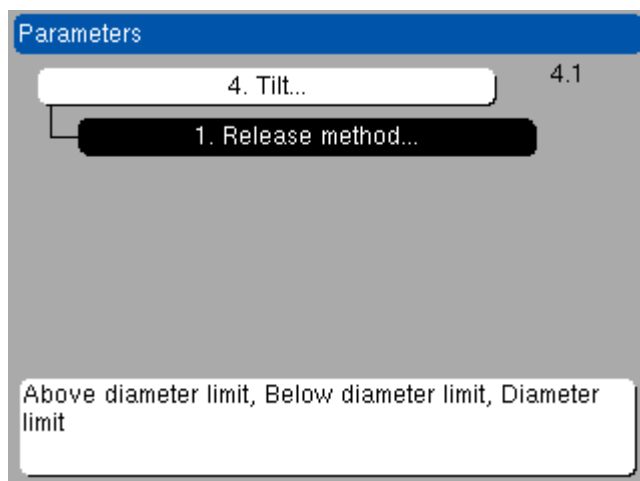 Parameters
4. Tilt...
4.1
1. Release method...
Above diameter limit, Below diameter limit, Diameter
limit